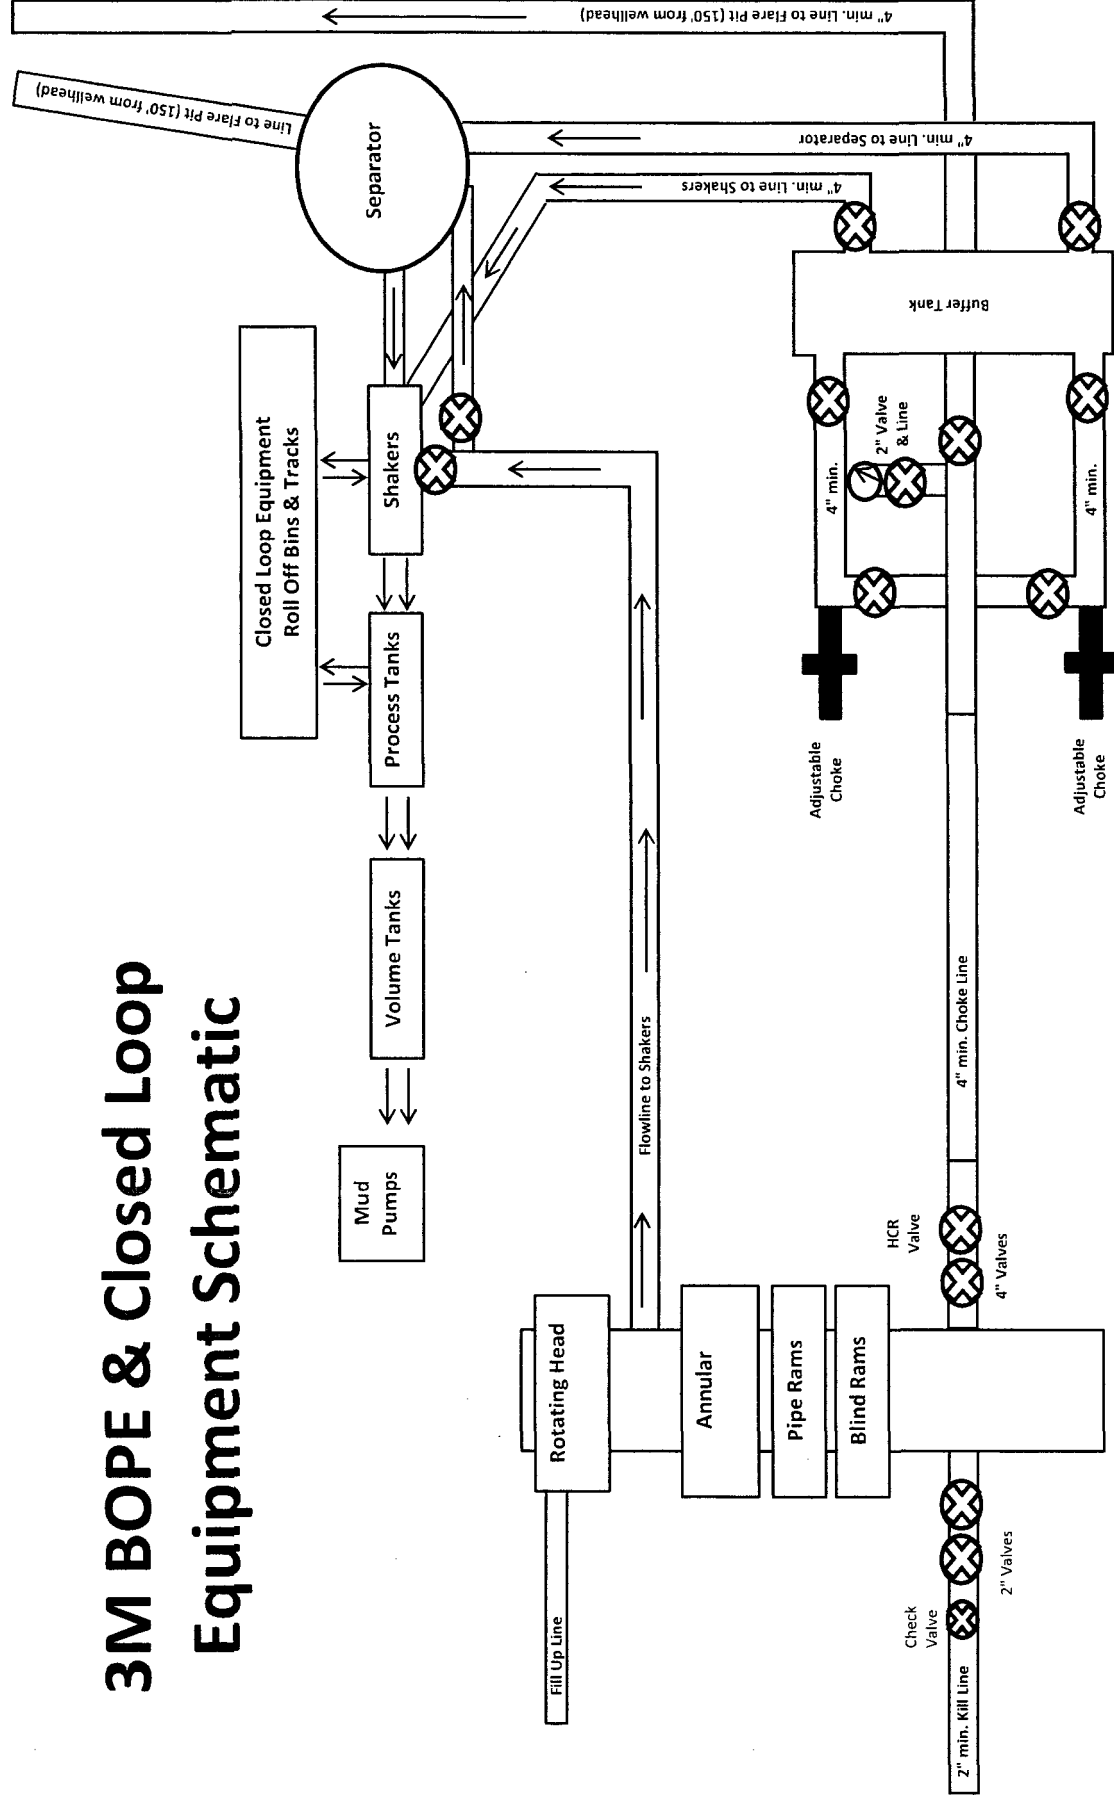 3M BOPE & Closed Loop
Equipment Schematic
4" min. Line to Flare Pit (150' from wellhead)
Line to Flare Pit (150' from wellhead)
Separator
4" min. Line to Separator
4" min. Line to Shakers
Closed Loop Equipment
Roll Off Bins & Tracks
Shakers
Process Tanks
Volume Tanks
Mud
Pumps
Flowline to Shakers
Fill Up Line
Rotating Head
Annular
Pipe Rams
Blind Rams
Check
Valve
2" Valves
2" min. Kill Line
HCR
Valve
4" Valves
4" min. Choke Line
Adjustable
Choke
Adjustable
Choke
4" min.
4" min.
2" Valve
& Line
Buffer Tank